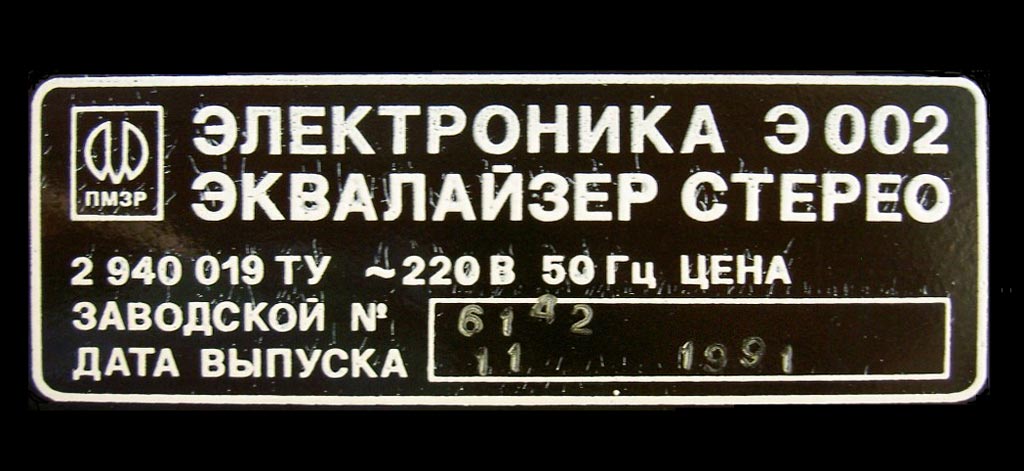 ПМЗР
ЭЛЕКТРОНИКА Э 002
ЭКВАЛАЙЗЕР СТЕРЕО
2 940 019 ТУ ~220 В 50 Гц ЦЕНА
ЗАВОДСКОЙ № 6142
ДАТА ВЫПУСКА 11 1991